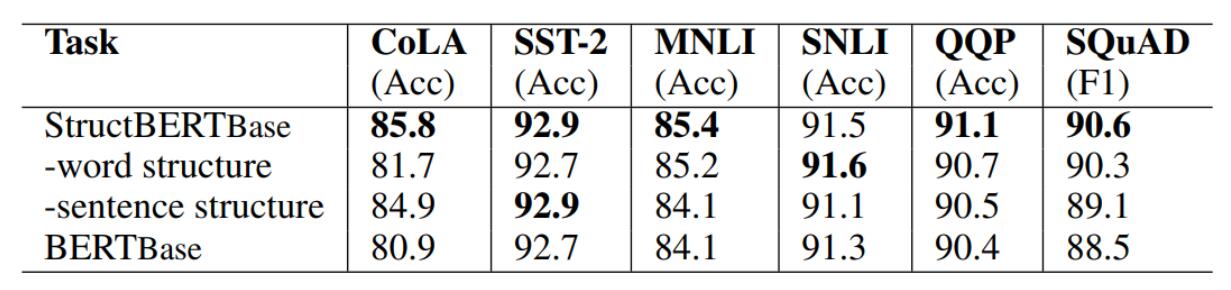 Task CoLA SST-2 MNLI SNLI QQP SQuAD
(Acc) (Acc) (Acc) (Acc) (Acc) (F1)
StructBERTBase 85.8 92.9 85.4 91.5 91.1 90.6
-word structure 81.7 92.7 85.2 91.6 90.7 90.3
-sentence structure 84.9 92.9 84.1 91.1 90.5 89.1
BERTBase 80.9 92.7 84.1 91.3 90.4 88.5